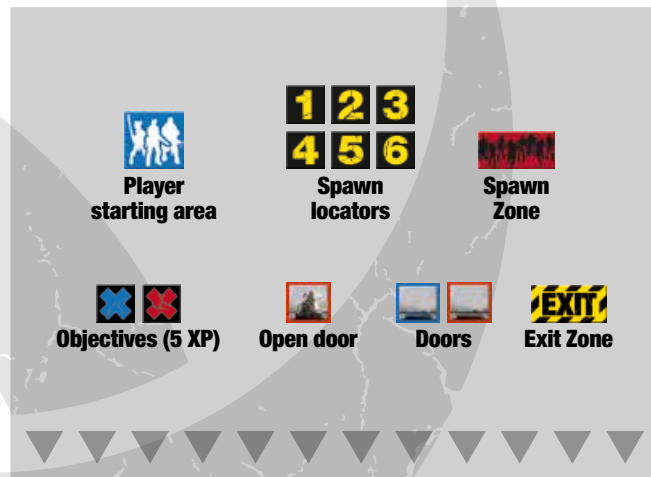 1 2 3
4 5 6
Player
starting area
Spawn
locators
Spawn
Zone
EXIT
Objectives (5 XP)
Open door
Doors
Exit Zone